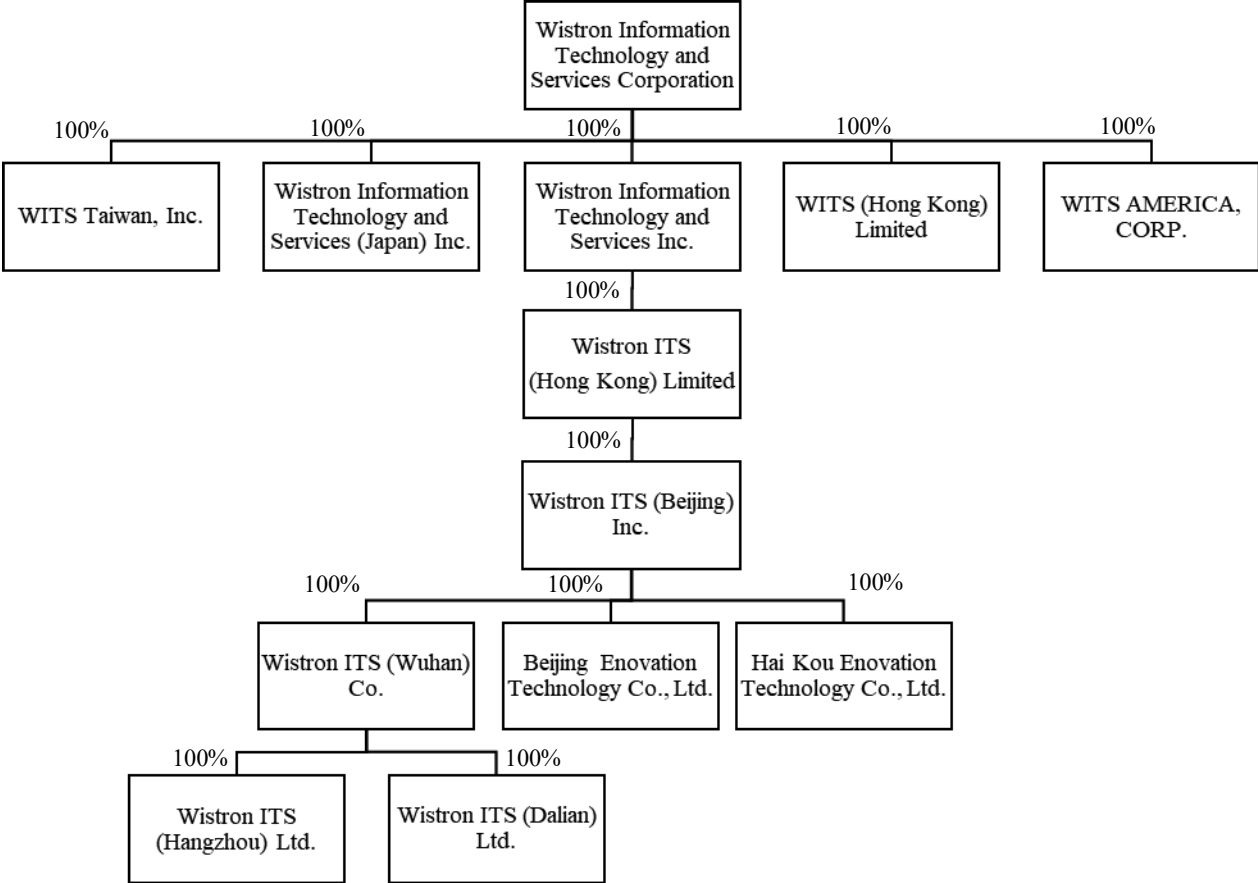 Wistron Information
Technology and
Services Corporation
100%
100%
100%
100%
100%
WITS Taiwan, Inc.
Wistron Information
Technology and
Services (Japan) Inc.
Wistron Information
Technology and
Services Inc.
WITS (Hong Kong)
Limited
WITS AMERICA,
CORP.
100%
Wistron ITS
(Hong Kong) Limited
100%
Wistron ITS (Beijing)
Inc.
100%
100%
100%
Wistron ITS (Wuhan)
Co.
Beijing Enovation
Technology Co., Ltd.
Hai Kou Enovation
Technology Co., Ltd.
100%
100%
Wistron ITS
(Hangzhou) Ltd.
Wistron ITS (Dalian)
Ltd.